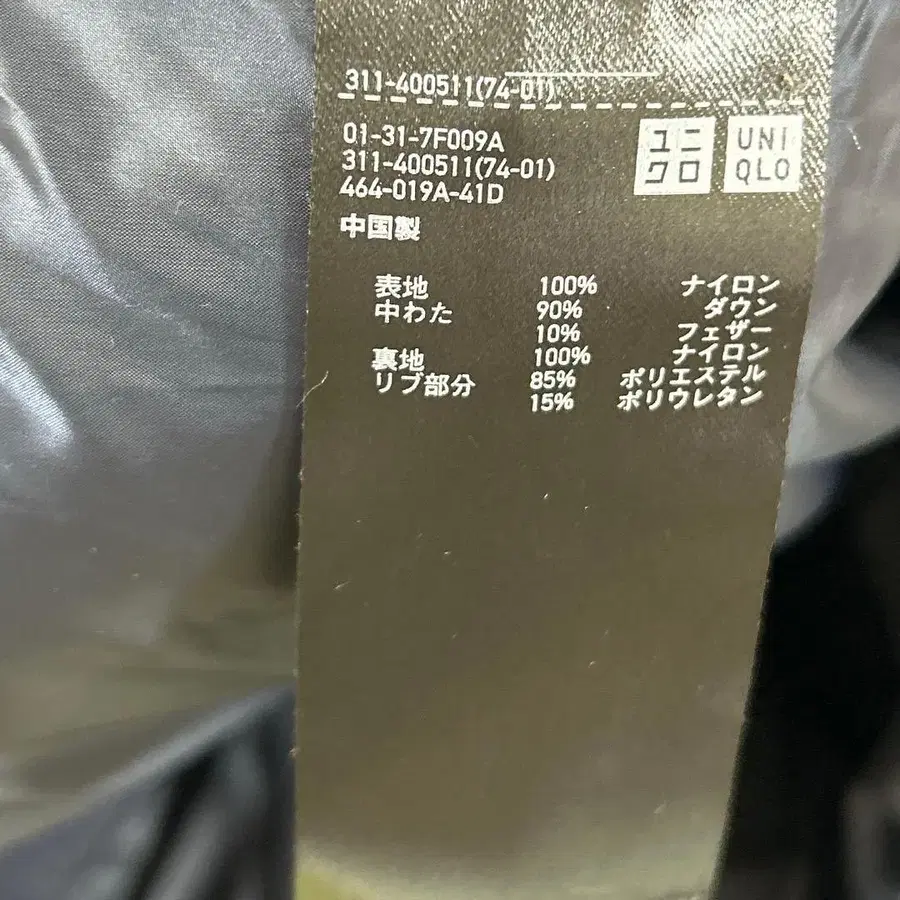 311-400511(74-01)
01-31-7F009A
311-400511(74-01)
464-019A-41D
ユニ
クロ
UNI
QLO
中国製
表地 100% ナイロン
中わた 90% ダウン
10% フェザー
裏地 100% ナイロン
リブ部分 85% ポリエステル
15% ポリウレタン